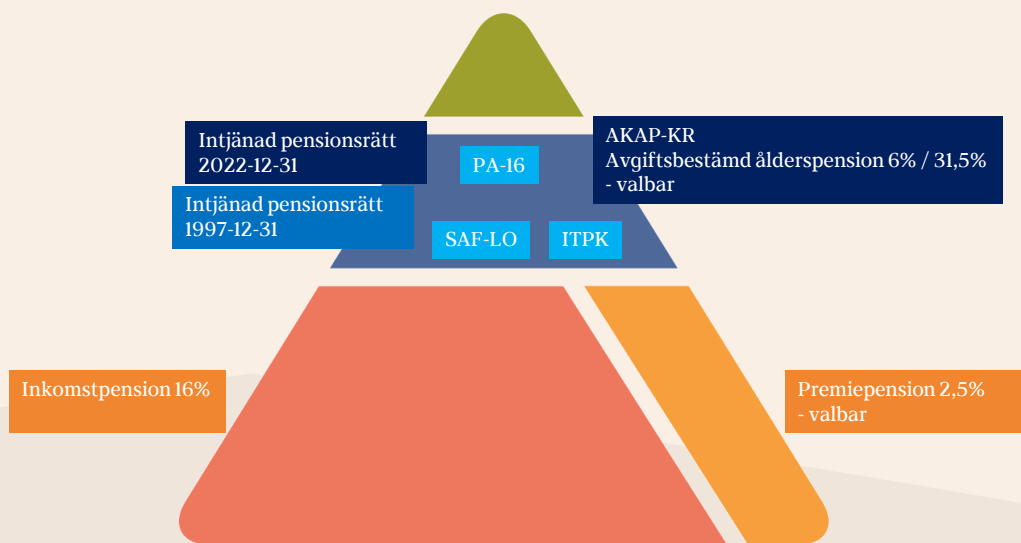 Intjänad pensionsrätt
2022-12-31
Intjänad pensionsrätt
1997-12-31
PA-16
SAF-LO
ITPK
AKAP-KR
Avgiftsbestämd ålderspension 6% / 31,5%
- valbar
Inkomstpension 16%
Premiepension 2,5%
- valbar